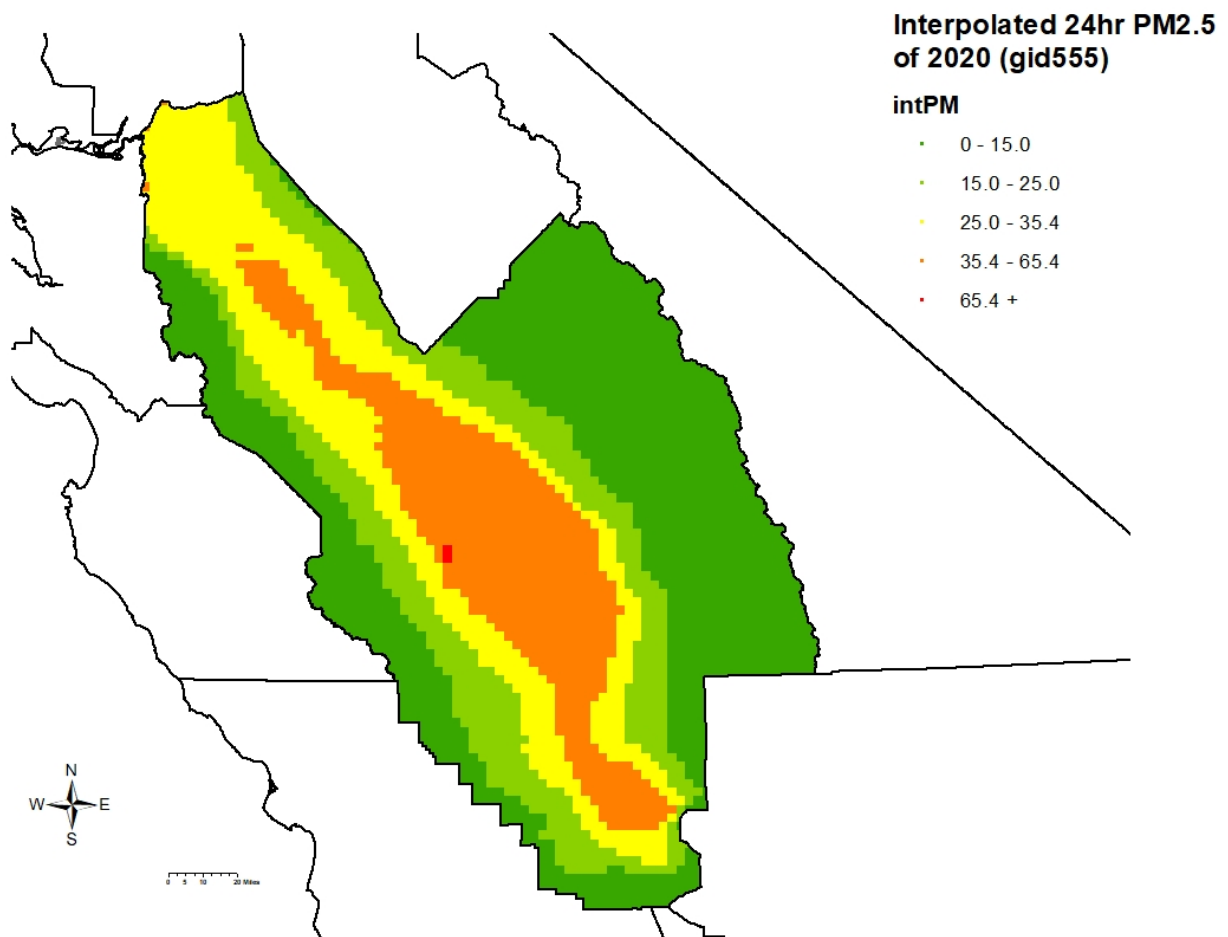 Interpolated 24hr PM2.5
of 2020 (gid555)
intPM
0 - 15.0
15.0 - 25.0
25.0 - 35.4
35.4 - 65.4
65.4 +
N
W E
S
0 5 10 20 Miles